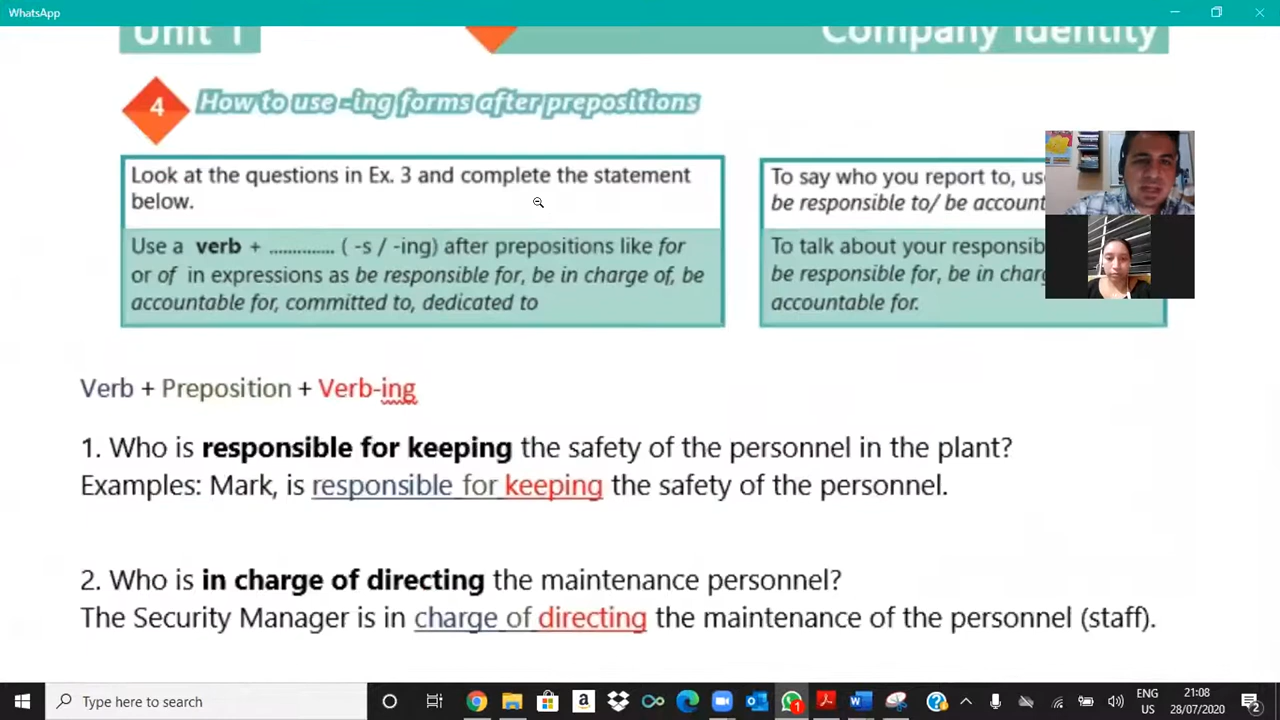 WhatsApp
Unit 1
Company Identity
4
How to use -ing forms after prepositions
Look at the questions in Ex. 3 and complete the statement
below.
Use a verb + .............. ( -s / -ing) after prepositions like for
or of in expressions as be responsible for, be in charge of, be
accountable for, committed to, dedicated to
To say who you report to, us
be responsible to/ be account
To talk about your responsib
be responsible for, be in charg
accountable for.
Verb + Preposition + Verb-ing
1. Who is responsible for keeping the safety of the personnel in the plant?
Examples: Mark, is responsible for keeping the safety of the personnel.
2. Who is in charge of directing the maintenance personnel?
The Security Manager is in charge of directing the maintenance of the personnel (staff).
Type here to search
ENG
US
21:08
28/07/2020
1
2